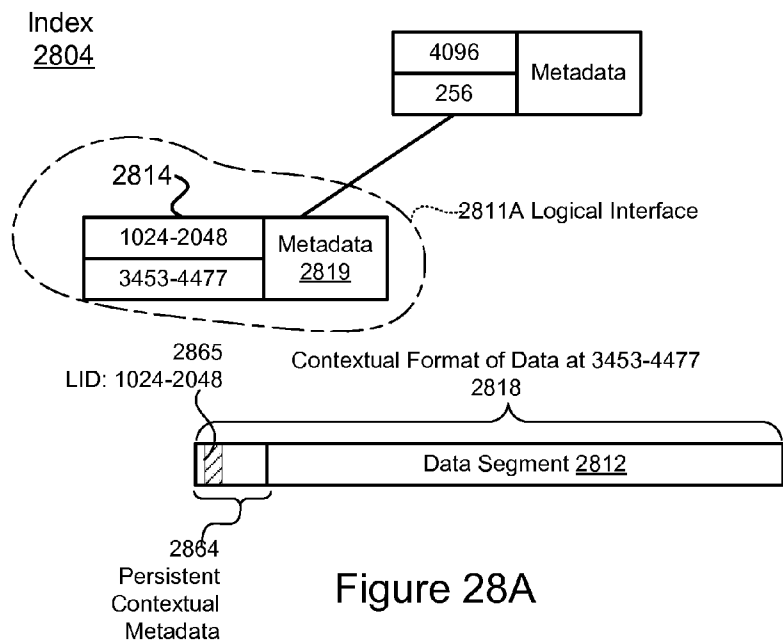 Index
2804
4096
256
Metadata
2814
2811A Logical Interface
1024-2048
3453-4477
Metadata
2819
2865
LID: 1024-2048
Contextual Format of Data at 3453-4477
2818
Data Segment 2812
2864
Persistent
Contextual
Metadata
Figure 28A